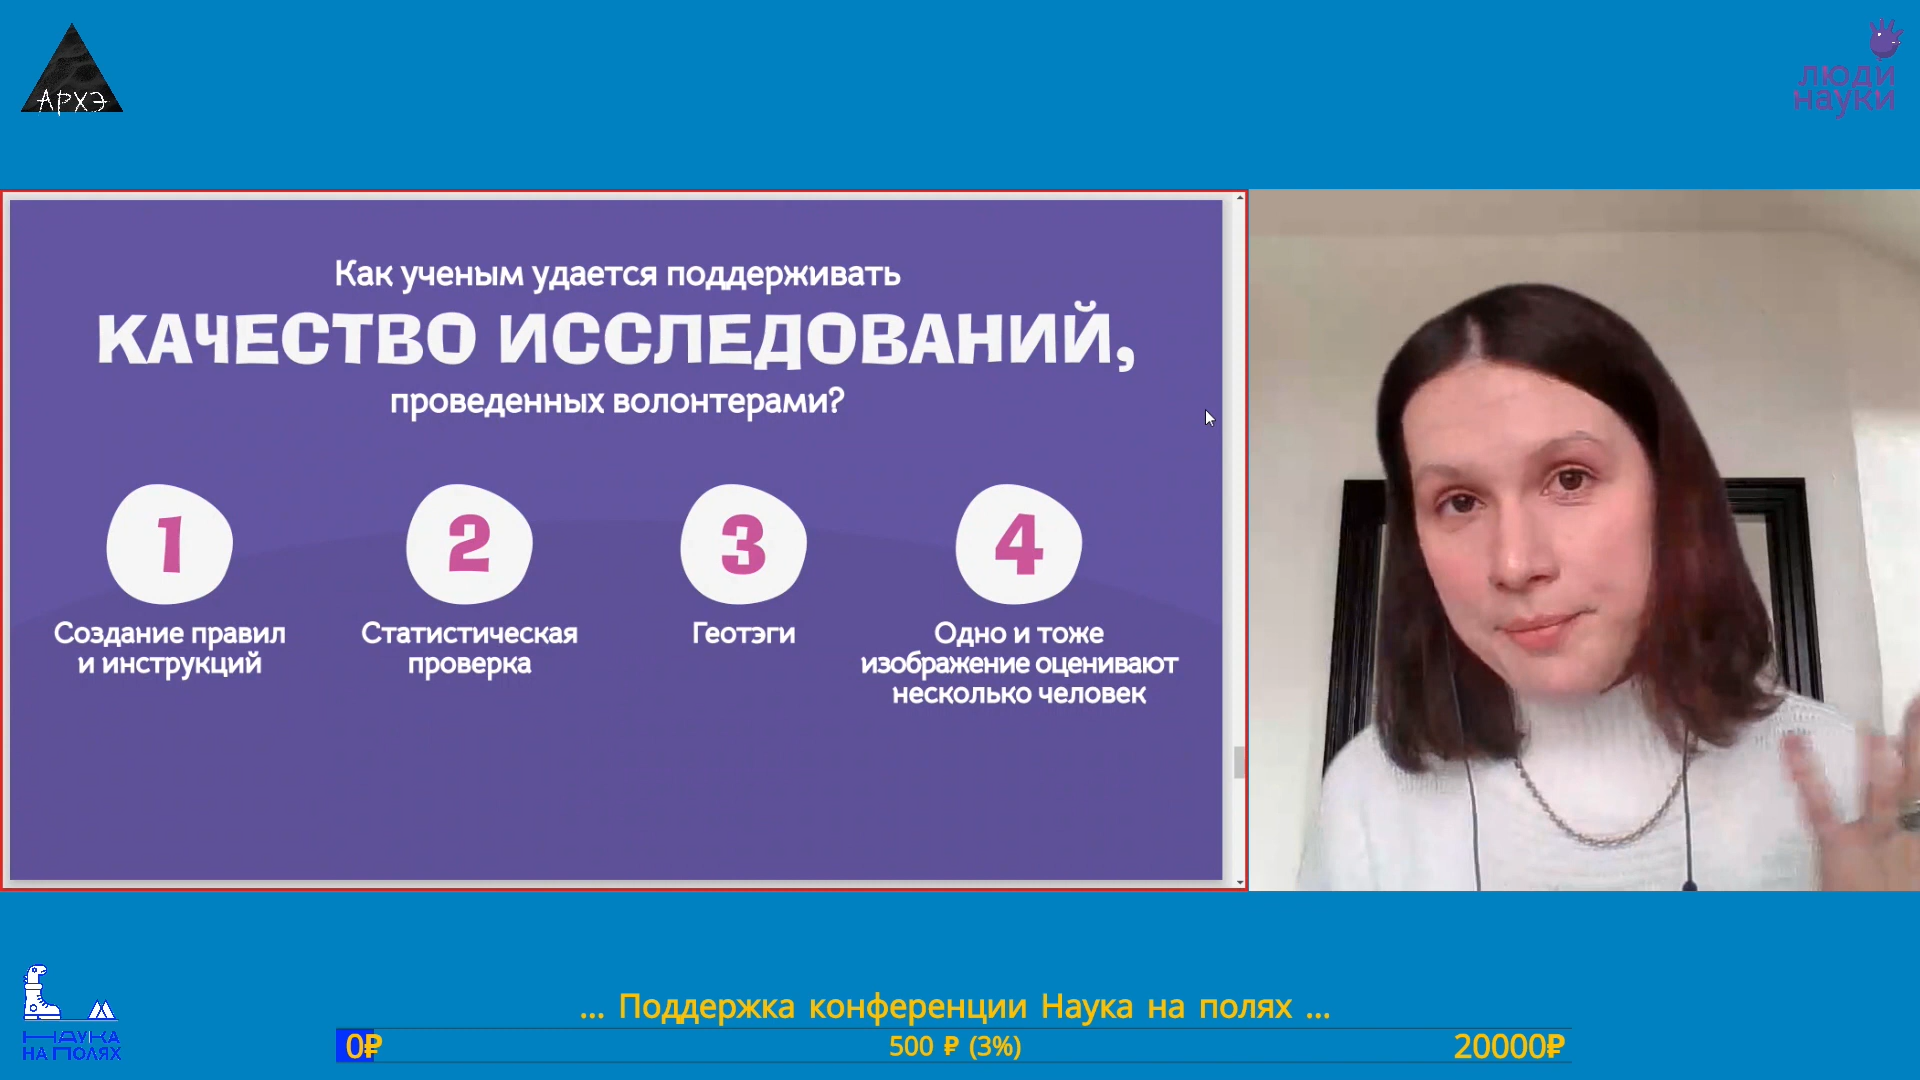 АРХЭ
ЛЮДИ
НАУКИ
Как ученым удается поддерживать
КАЧЕСТВО ИССЛЕДОВАНИЙ,
проведенных волонтерами?
1
2
3
4
Создание правил
и инструкций
Статистическая
проверка
Геотэги
Одно и тоже
изображение оценивают
несколько человек
НАУКА
НА ПОЛЯХ
... Поддержка конференции Наука на полях ...
0₽
500 ₽ (3%)
20000₽